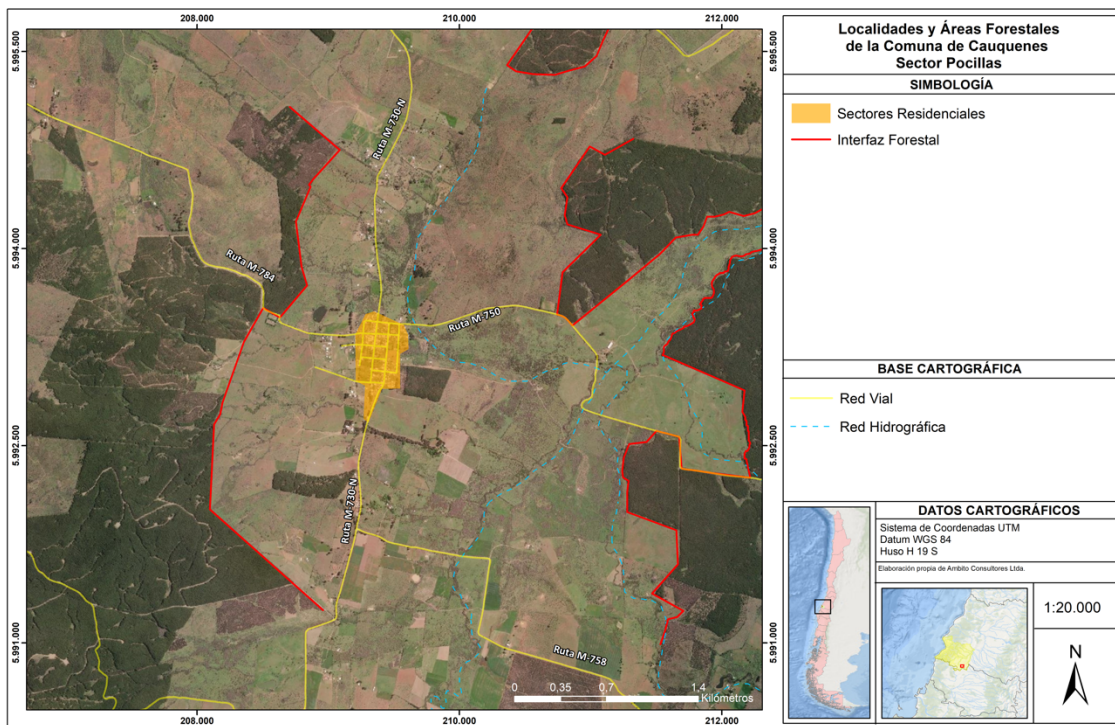 208.000
210.000
212.000
5.995.500
5.995.500
5.994.000
5.994.000
5.992.500
5.992.500
5.991.000
5.991.000
Ruta M-730-N
Ruta M-784
Ruta M-750
Ruta M-730-N
Ruta M-758
0 0,35 0,7 1,4
Kilómetros
208.000
210.000
212.000
Localidades y Áreas Forestales
de la Comuna de Cauquenes
Sector Pocillas
SIMBOLOGÍA
Sectores Residenciales
Interfaz Forestal
BASE CARTOGRÁFICA
Red Vial
Red Hidrográfica
DATOS CARTOGRÁFICOS
Sistema de Coordenadas UTM
Datum WGS 84
Huso H 19 S
Elaboración propia de Ambito Consultores Ltda.
1:20.000
N